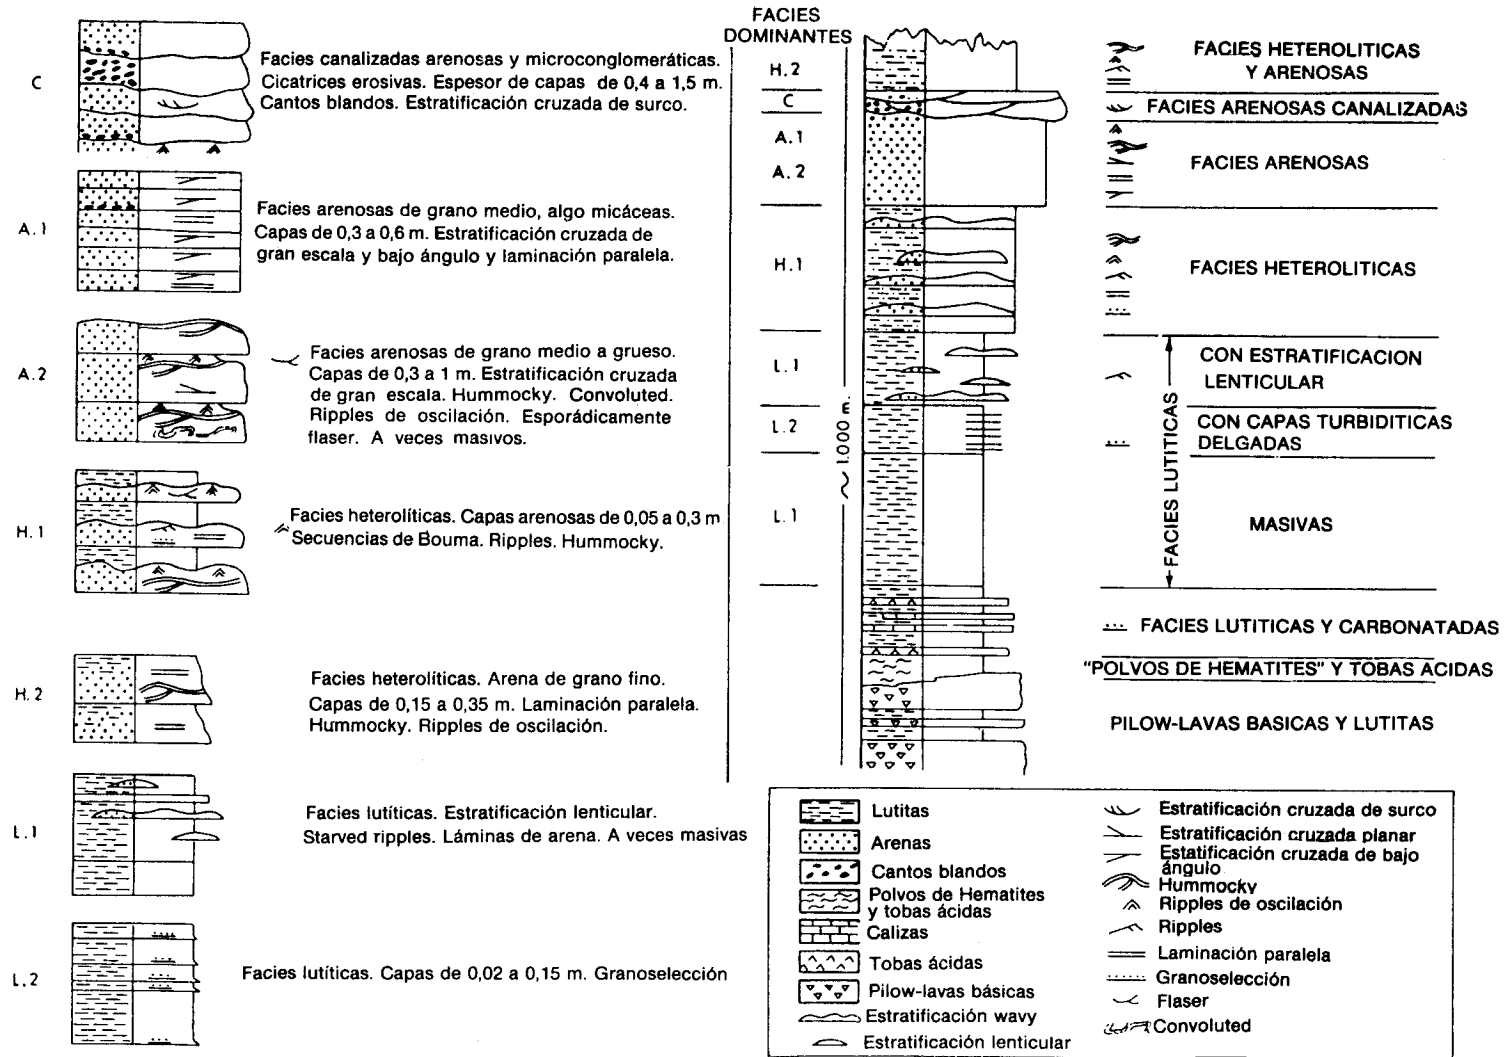 C
Facies canalizadas arenosas y microconglomeráticas.
Cicatrices erosivas. Espesor de capas de 0,4 a 1,5 m.
Cantos blandos. Estratificación cruzada de surco.
A.1
Facies arenosas de grano medio, algo micáceas.
Capas de 0,3 a 0,6 m. Estratificación cruzada de
gran escala y bajo ángulo y laminación paralela.
A.2
Facies arenosas de grano medio a grueso.
Capas de 0,3 a 1 m. Estratificación cruzada
de gran escala. Hummocky. Convoluted.
Ripples de oscilación. Esporádicamente
flaser. A veces masivos.
H.1
Facies heterolíticas. Capas arenosas de 0,05 a 0,3 m
Secuencias de Bouma. Ripples. Hummocky.
H.2
Facies heterolíticas. Arena de grano fino.
Capas de 0,15 a 0,35 m. Laminación paralela.
Hummocky. Ripples de oscilación.
L.1
Facies lutíticas. Estratificación lenticular.
Starved ripples. Láminas de arena. A veces masivas
L.2
Facies lutíticas. Capas de 0,02 a 0,15 m. Granoselección
FACIES
DOMINANTES
H.2
C
A.1
A.2
H.1
L.1
L.2
L.1
~ 1.000 m.
FACIES HETEROLITICAS
Y ARENOSAS
FACIES ARENOSAS CANALIZADAS
FACIES ARENOSAS
FACIES HETEROLITICAS
FACIES LUTITICAS
CON ESTRATIFICACION
LENTICULAR
CON CAPAS TURBIDITICAS
DELGADAS
MASIVAS
FACIES LUTITICAS Y CARBONATADAS
"POLVOS DE HEMATITES" Y TOBAS ACIDAS
PILOW-LAVAS BASICAS Y LUTITAS
Lutitas
Arenas
Cantos blandos
Polvos de Hematites
y tobas ácidas
Calizas
Tobas ácidas
Pilow-lavas básicas
Estratificación wavy
Estratificación lenticular
Estratificación cruzada de surco
Estratificación cruzada planar
Estatificación cruzada de bajo
ángulo
Hummocky
Ripples de oscilación
Ripples
Laminación paralela
Granoselección
Flaser
Convoluted